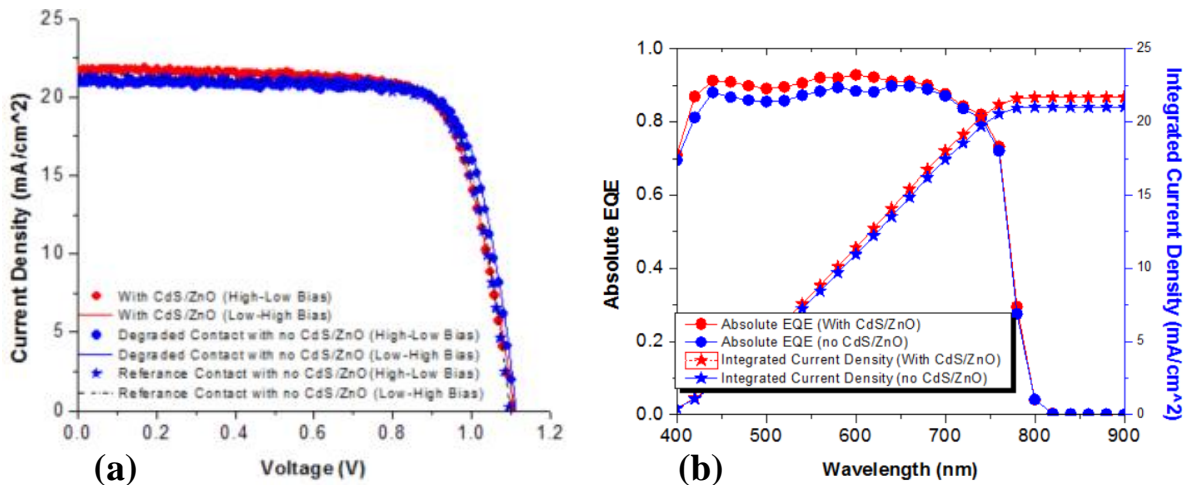 Current Density (mA/cm^2)
25
20
15
10
5
0
With CdS/ZnO (High-Low Bias)
With CdS/ZnO (Low-High Bias)
Degraded Contact with no CdS/ZnO (High-Low Bias)
Degraded Contact with no CdS/ZnO (Low-High Bias)
Referance Contact with no CdS/ZnO (High-Low Bias)
Referance Contact with no CdS/ZnO (Low-High Bias)
0.0 0.2 0.4 0.6 0.8 1.0 1.2
Voltage (V)
(a)
Absolute EQE
1.0
0.8
0.6
0.4
0.2
0.0
Absolute EQE (With CdS/ZnO)
Absolute EQE (no CdS/ZnO)
Integrated Current Density (With CdS/ZnO)
Integrated Current Density (no CdS/ZnO)
400 500 600 700 800 900
Wavelength (nm)
25
20
15
10
5
0
Integrated Current
Density (mA/cm^2)
(b)